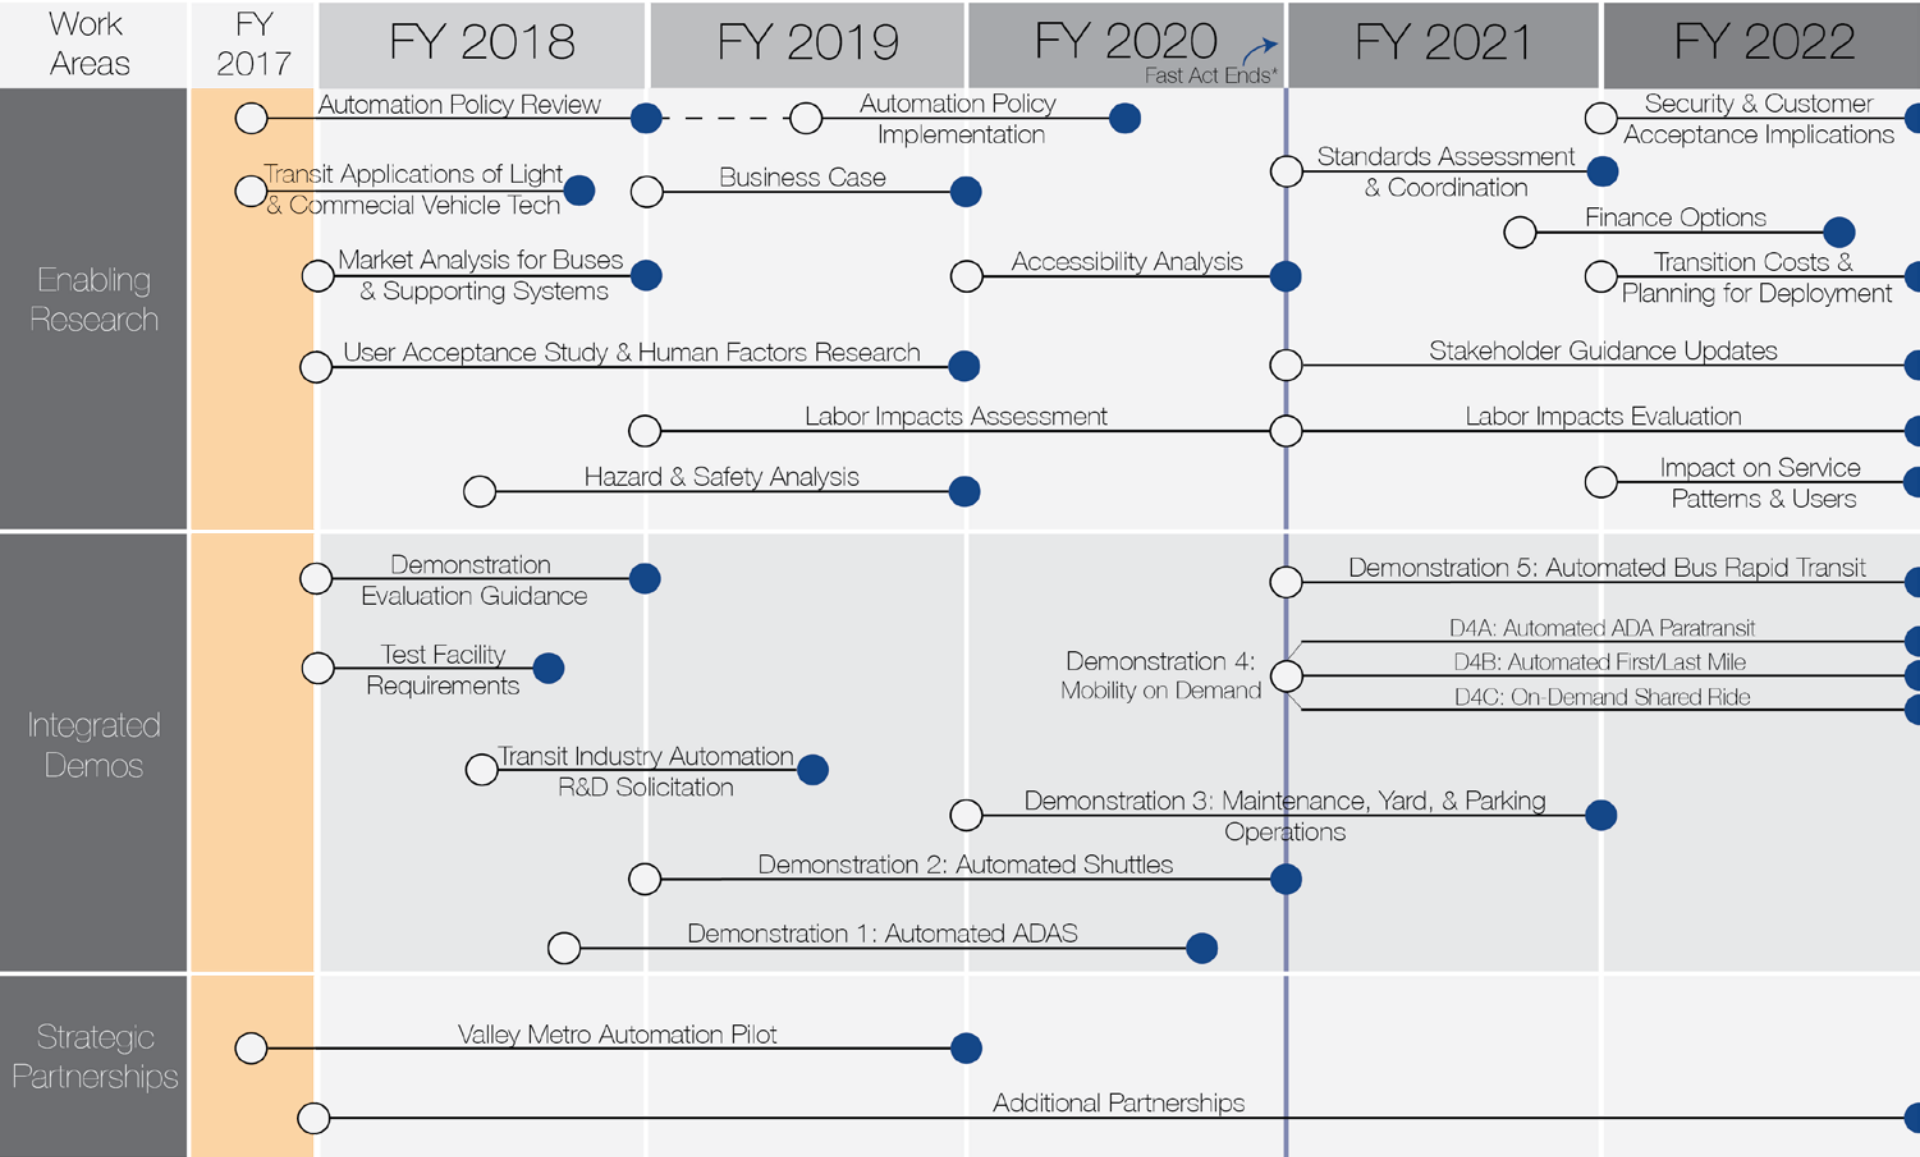 Work
Areas
FY
2017
FY 2018
FY 2019
FY 2020
Fast Act Ends*
FY 2021
FY 2022
Enabling
Research
Automation Policy Review
Automation Policy
Implementation
Security & Customer
Acceptance Implications
Transit Applications of Light
& Commecial Vehicle Tech
Business Case
Standards Assessment
& Coordination
Finance Options
Market Analysis for Buses
& Supporting Systems
Accessibility Analysis
Transition Costs &
Planning for Deployment
User Acceptance Study & Human Factors Research
Stakeholder Guidance Updates
Labor Impacts Assessment
Labor Impacts Evaluation
Hazard & Safety Analysis
Impact on Service
Patterns & Users
Integrated
Demos
Demonstration
Evaluation Guidance
Demonstration 5: Automated Bus Rapid Transit
Test Facility
Requirements
Demonstration 4:
Mobility on Demand
D4A: Automated ADA Paratransit
D4B: Automated First/Last Mile
D4C: On-Demand Shared Ride
Transit Industry Automation
R&D Solicitation
Demonstration 3: Maintenance, Yard, & Parking
Operations
Demonstration 2: Automated Shuttles
Demonstration 1: Automated ADAS
Strategic
Partnerships
Valley Metro Automation Pilot
Additional Partnerships